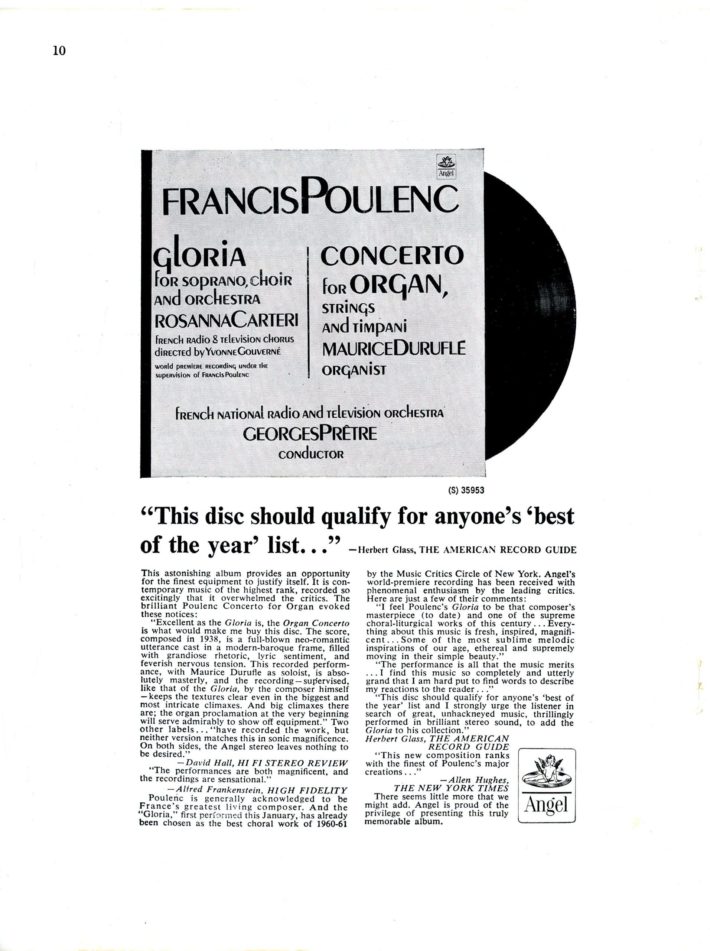 10
Angel
FRANCIS POULENC
GLORIA
FOR SOPRANO, CHOIR
AND ORCHESTRA
ROSANNA CARTERI
FRENCH RADIO & TELEVISION CHORUS
DIRECTED by YVONNE GOUVERNÉ
WORLD PREMIERE RECORDING UNDER THE
SUPERVISION OF FRANCIS POULENC
CONCERTO
FOR ORGAN,
STRINGS
AND TIMPANI
MAURICE DURUFLÉ
ORGANIST
FRENCH NATIONAL RADIO AND TELEVISION ORCHESTRA
GEORGES PRÊTRE
CONDUCTOR
(S) 35953
“This disc should qualify for anyone’s ‘best
of the year’ list...” —Herbert Glass, THE AMERICAN RECORD GUIDE
This astonishing album provides an opportunity
for the finest equipment to justify itself. It is con-
temporary music of the highest rank, recorded so
excitingly that it overwhelmed the critics. The
brilliant Poulenc Concerto for Organ evoked
these notices:
“Excellent as the Gloria is, the Organ Concerto
is what would make me buy this disc. The score,
composed in 1938, is a full-blown neo-romantic
utterance cast in a modern-baroque frame, filled
with grandiose rhetoric, lyric sentiment, and
feverish nervous tension. This recorded perform-
ance, with Maurice Durufle as soloist, is abso-
lutely masterly, and the recording—supervised,
like that of the Gloria, by the composer himself
—keeps the textures clear even in the biggest and
most intricate climaxes. And big climaxes there
are; the organ proclamation at the very beginning
will serve admirably to show off equipment.” Two
other labels...“have recorded the work, but
neither version matches this in sonic magnificence.
On both sides, the Angel stereo leaves nothing to
be desired.”
—David Hall, HI FI STEREO REVIEW
“The performances are both magnificent, and
the recordings are sensational.”
—Alfred Frankenstein, HIGH FIDELITY
Poulenc is generally acknowledged to be
France’s greatest living composer. And the
“Gloria,” first performed this January, has already
been chosen as the best choral work of 1960-61
by the Music Critics Circle of New York. Angel’s
world-premiere recording has been received with
phenomenal enthusiasm by the leading critics.
Here are just a few of their comments:
“I feel Poulenc’s Gloria to be that composer’s
masterpiece (to date) and one of the supreme
choral-liturgical works of this century...Every-
thing about this music is fresh, inspired, magnifi-
cent...Some of the most sublime melodic
inspirations of our age, ethereal and supremely
moving in their simple beauty.”
“The performance is all that the music merits
...I find this music so completely and utterly
grand that I am hard put to find words to describe
my reactions to the reader...”
“This disc should qualify for anyone’s ‘best of
the year’ list and I strongly urge the listener in
search of great, unhackneyed music, thrillingly
performed in brilliant stereo sound, to add the
Gloria to his collection.”
Herbert Glass, THE AMERICAN
RECORD GUIDE
“This new composition ranks
with the finest of Poulenc’s major
creations...”
—Allen Hughes,
THE NEW YORK TIMES
There seems little more that we
might add. Angel is proud of the
privilege of presenting this truly
memorable album.
Angel